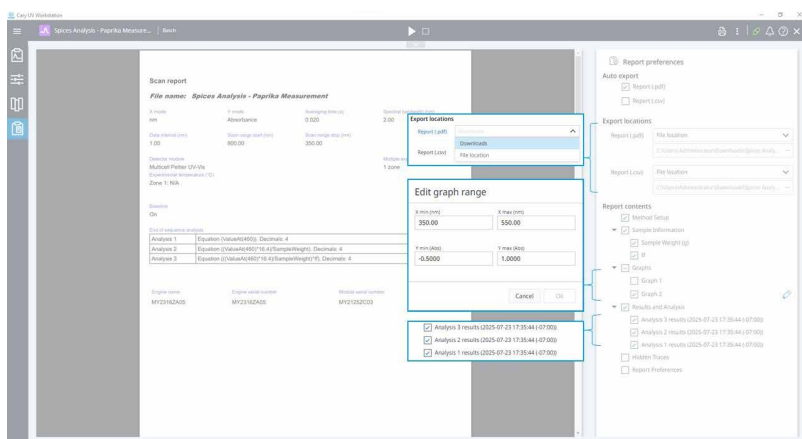 Cary UV Workstation
Spices Analysis - Paprika Measure... Batch
Scan report
File name: Spices Analysis - Paprika Measurement
X mode Y mode Averaging time (s)
nm Absorbance 0.020 2.00
Data interval (nm) Scan range start (nm) Scan range stop (nm)
1.00 800.00 350.00
Detector module
Multicell Peltier UV-Vis 1 zone
Experimental temperature (°C)
Zone 1: N/A
Baseline
On
End of sequence analysis
Analysis 1 Equation (ValueAt(460)). Decimals: 4
Analysis 2 Equation ((ValueAt(460)*16.4)/SampleWeight). Decimals: 4
Analysis 3 Equation (((ValueAt(460)*16.4)/SampleWeight)*If). Decimals: 4
Engine name Engine serial number Module serial number
MY2316ZA05 MY2316ZA05 MY2125ZC03
Export locations
Report (.pdf)
Downloads
Report (.csv) File location
Edit graph range
X min (nm) X max (nm)
350.00 550.00
Y min (Abs) Y max (Abs)
-0.5000 1.0000
Cancel Ok
Analysis 3 results (2025-07-23 17:35:44 (-07:00))
Analysis 2 results (2025-07-23 17:35:44 (-07:00))
Analysis 1 results (2025-07-23 17:35:44 (-07:00))
Report preferences
Auto export
Report (.pdf)
Report (.csv)
Export locations
Report (.pdf) File location
Report (.csv) File location
Report contents
Method Setup
Sample Information
Sample Weight (g)
If
Graphs
Graph 1
Graph 2
Results and Analysis
Analysis 3 results (2025-07-23 17:35:44 (-07:00))
Analysis 2 results (2025-07-23 17:35:44 (-07:00))
Analysis 1 results (2025-07-23 17:35:44 (-07:00))
Hidden Traces
Report Preferences